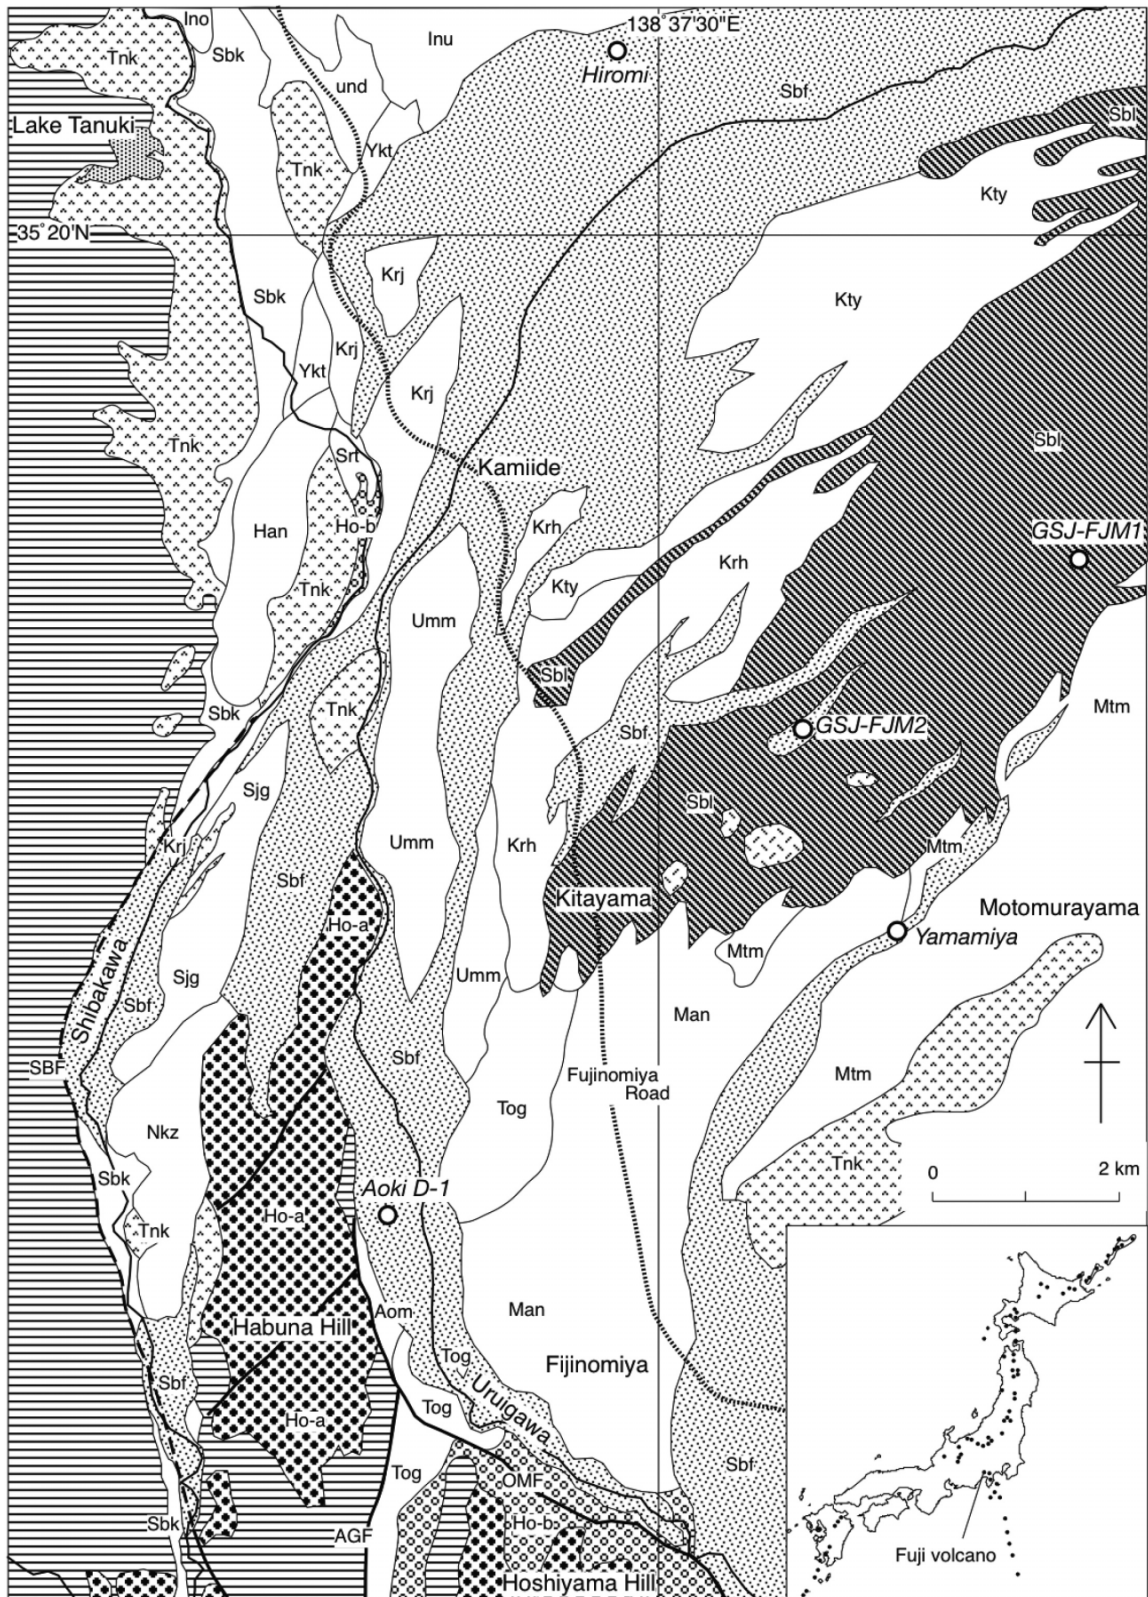 138°37'30"E
Ino
Inu
Tnk
Sbk
Hiromi
und
Sbf
Sbl
Lake Tanuki
Ykt
Tnk
Kty
35°20'N
Krj
Sbk
Kty
Krj
Ykt
Krj
Tnk
Sbl
Srt
Kamiide
Han
Ho-b
Krh
GSJ-FJM1
Krh
Tnk
Kty
Umm
Sbl
Mtm
Sbk
Tnk
Sbf
GSJ-FJM2
Sjg
Sbl
Krj
Umm
Krh
Mtm
Sbf
Kitayama
Motomurayama
Ho-a
Yamamiya
Mtm
Shibakawa
Sjg
Umm
Sbf
Man
SBF
Sbf
Fujinomiya
Road
Mtm
Tog
Nkz
Tnk
0
2 km
Sbk
Aoki D-1
Tnk
Ho-a
Aom
Man
Habuna Hill
Tog
Fijinomiya
Sbf
Uruigawa
Tog
Ho-a
Sbf
Tog
OMF
Sbk
AGF
Ho-b
Fuji volcano
Hoshiyama Hill